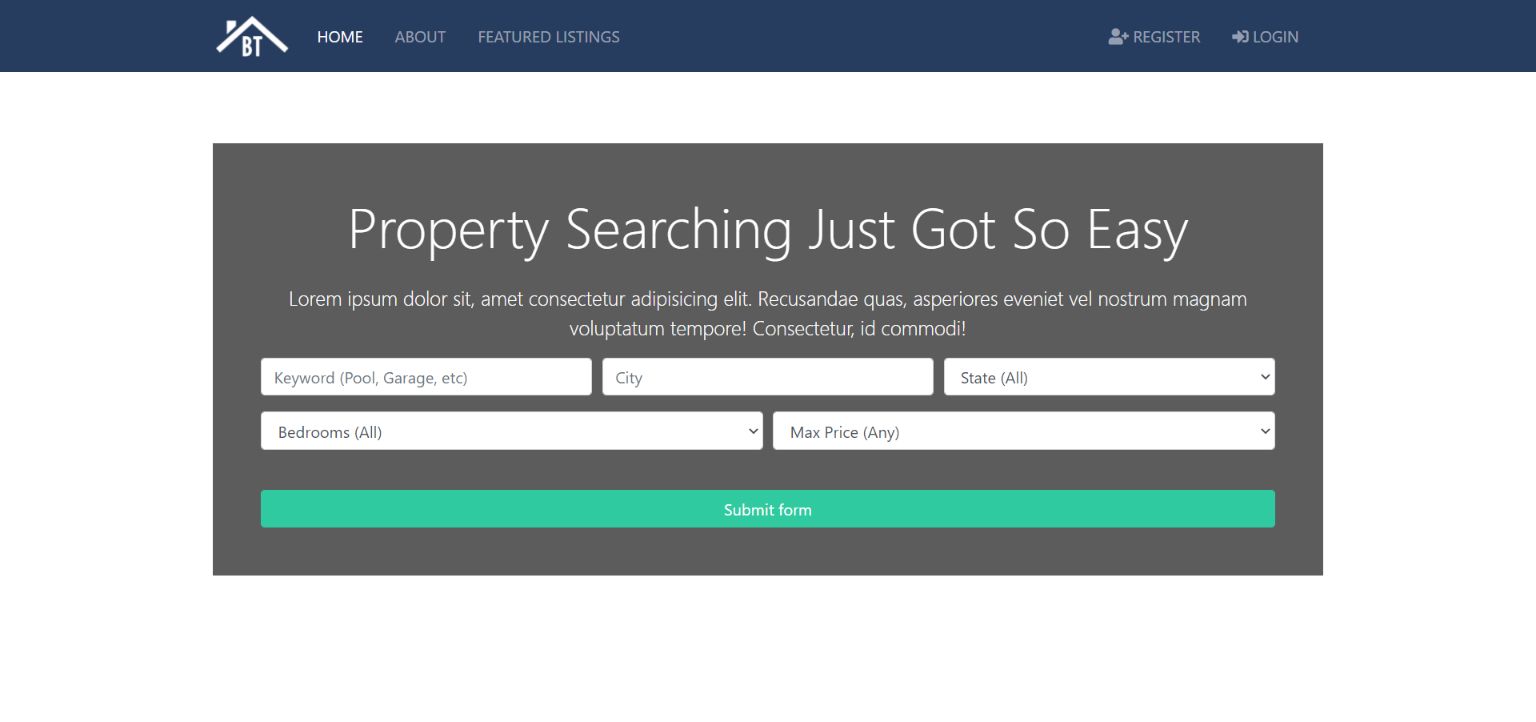 BT
HOME
ABOUT
FEATURED LISTINGS
REGISTER
LOGIN
Property Searching Just Got So Easy
Lorem ipsum dolor sit, amet consectetur adipisicing elit. Recusandae quas, asperiores eveniet vel nostrum magnam
voluptatum tempore! Consectetur, id commodi!
Keyword (Pool, Garage, etc)
City
State (All)
Bedrooms (All)
Max Price (Any)
Submit form